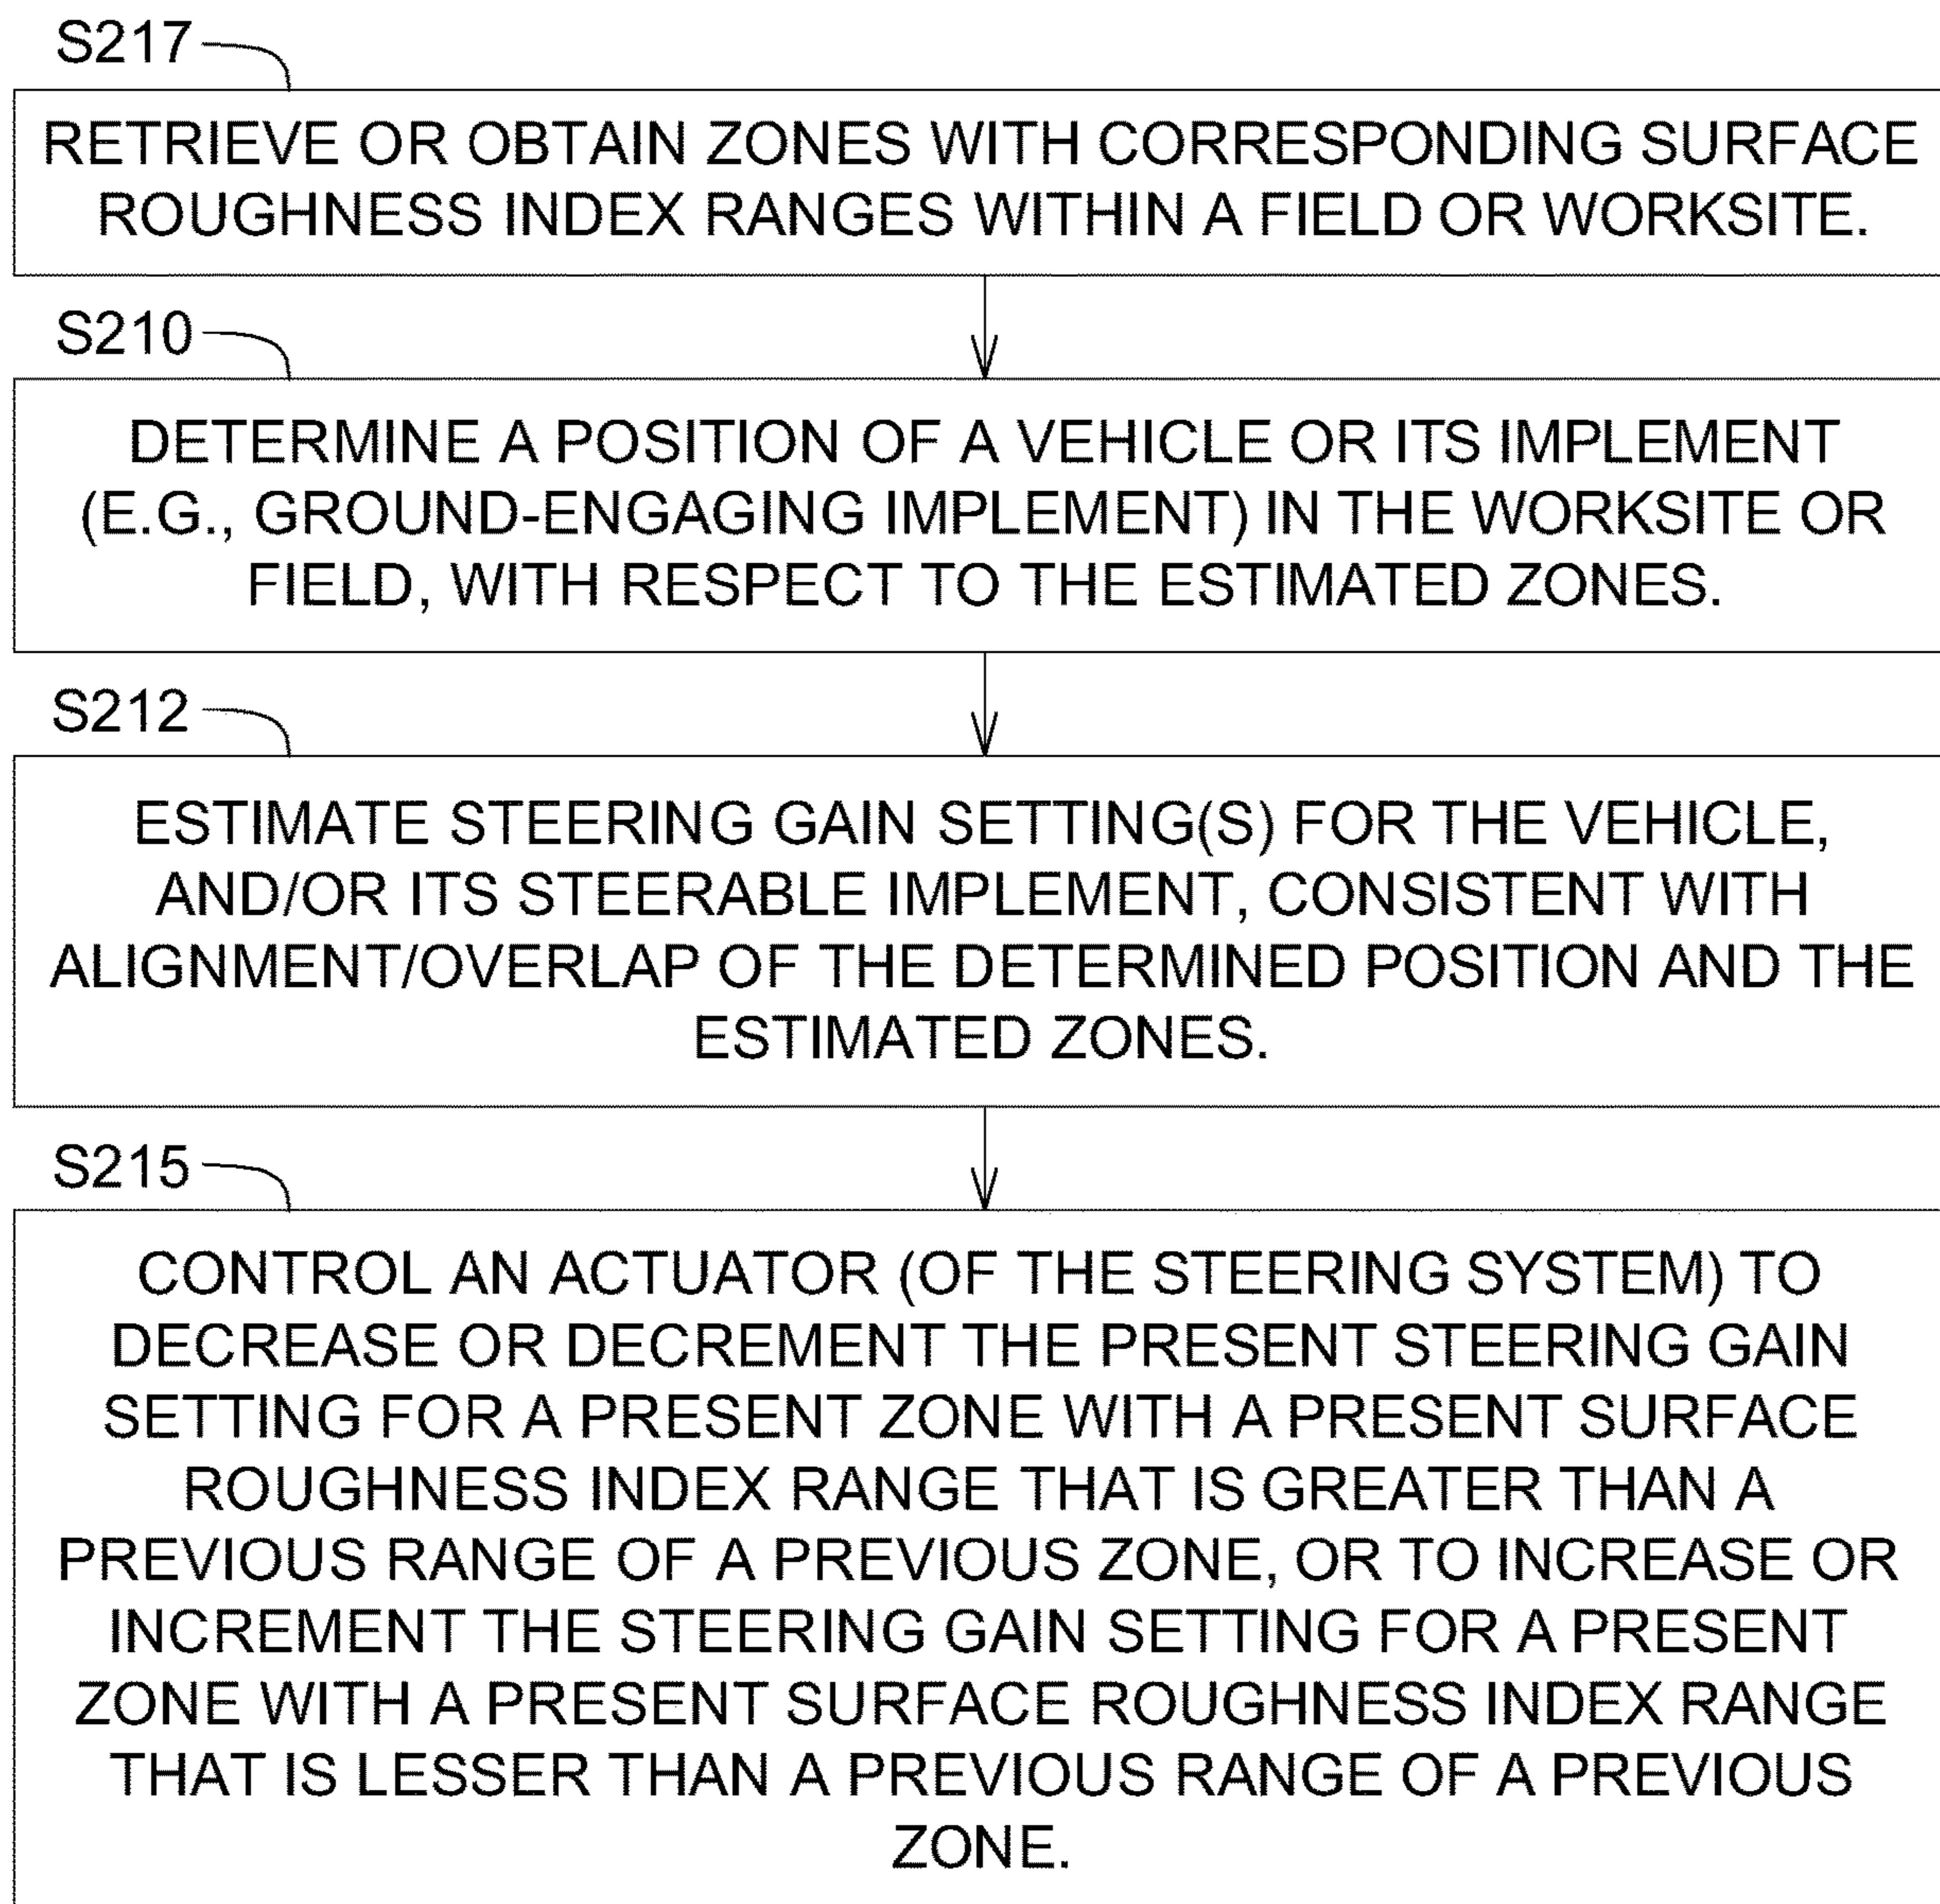 S217
RETRIEVE OR OBTAIN ZONES WITH CORRESPONDING SURFACE
ROUGHNESS INDEX RANGES WITHIN A FIELD OR WORKSITE.
S210
DETERMINE A POSITION OF A VEHICLE OR ITS IMPLEMENT
(E.G., GROUND-ENGAGING IMPLEMENT) IN THE WORKSITE OR
FIELD, WITH RESPECT TO THE ESTIMATED ZONES.
S212
ESTIMATE STEERING GAIN SETTING(S) FOR THE VEHICLE,
AND/OR ITS STEERABLE IMPLEMENT, CONSISTENT WITH
ALIGNMENT/OVERLAP OF THE DETERMINED POSITION AND THE
ESTIMATED ZONES.
S215
CONTROL AN ACTUATOR (OF THE STEERING SYSTEM) TO
DECREASE OR DECREMENT THE PRESENT STEERING GAIN
SETTING FOR A PRESENT ZONE WITH A PRESENT SURFACE
ROUGHNESS INDEX RANGE THAT IS GREATER THAN A
PREVIOUS RANGE OF A PREVIOUS ZONE, OR TO INCREASE OR
INCREMENT THE STEERING GAIN SETTING FOR A PRESENT
ZONE WITH A PRESENT SURFACE ROUGHNESS INDEX RANGE
THAT IS LESSER THAN A PREVIOUS RANGE OF A PREVIOUS
ZONE.